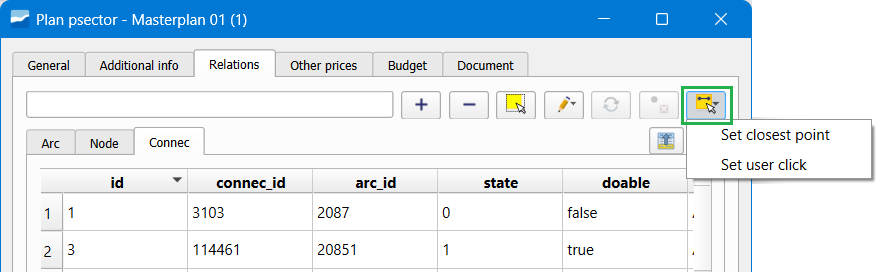 Plan psector - Masterplan 01 (1)
General Additional info Relations Other prices Budget Document
Arc Node Connec
Set closest point
Set user click
id connec_id arc_id state doable
1 1 3103 2087 0 false
2 3 114461 20851 1 true